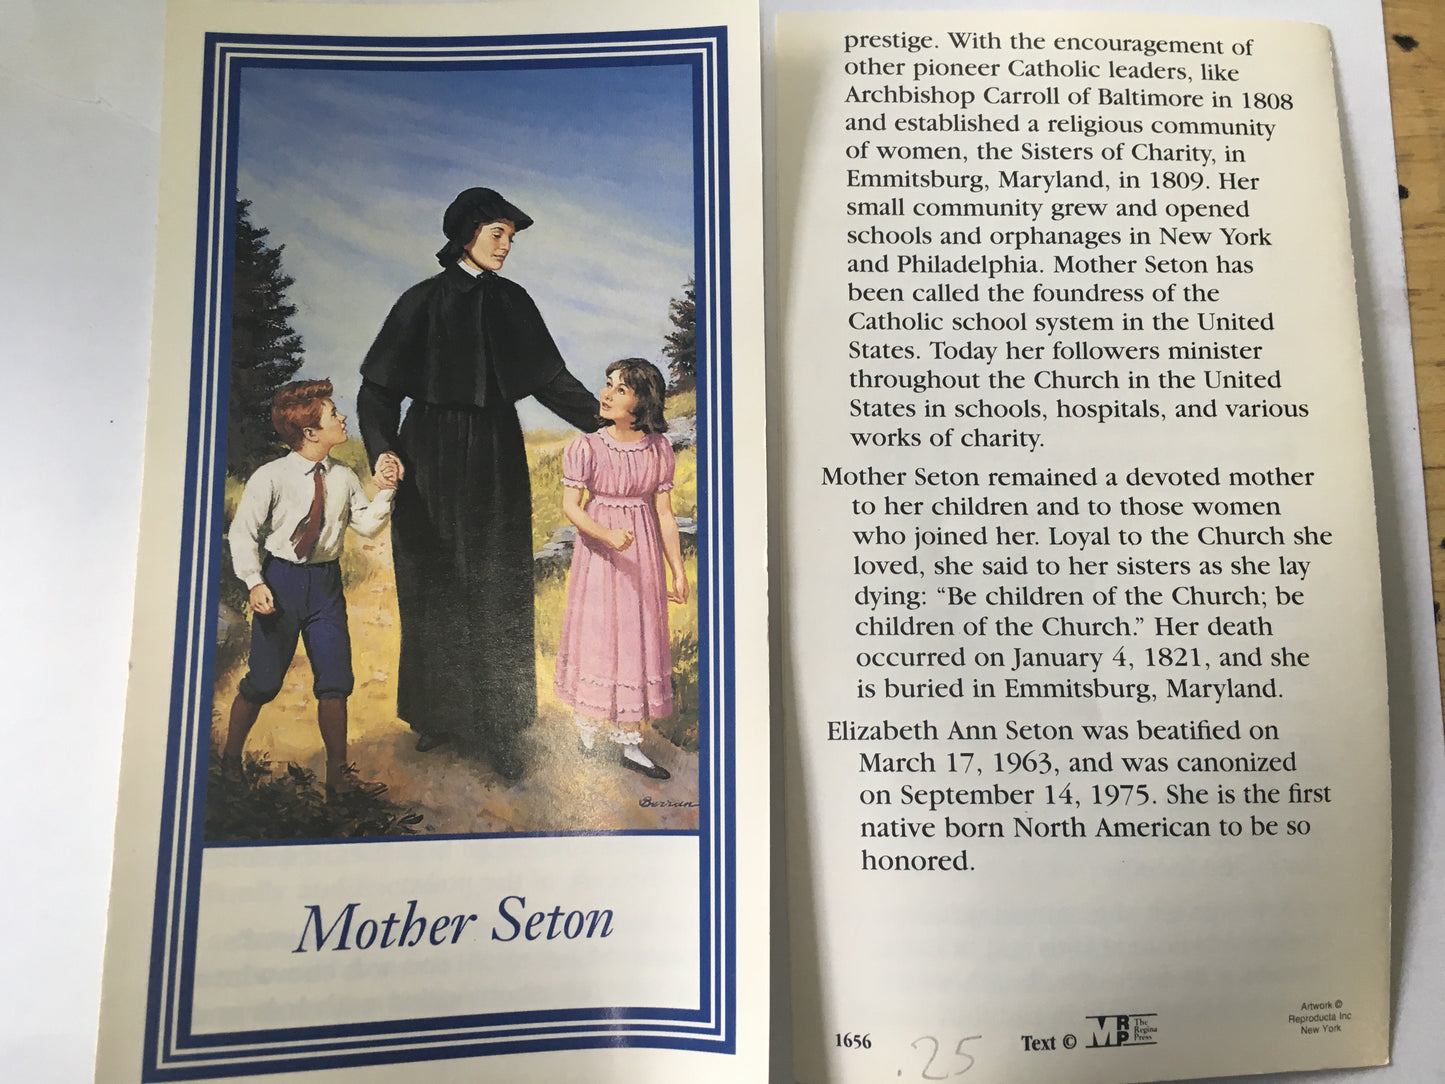 Berran
Mother Seton
prestige. With the encouragement of
other pioneer Catholic leaders, like
Archbishop Carroll of Baltimore in 1808
and established a religious community
of women, the Sisters of Charity, in
Emmitsburg, Maryland, in 1809. Her
small community grew and opened
schools and orphanages in New York
and Philadelphia. Mother Seton has
been called the foundress of the
Catholic school system in the United
States. Today her followers minister
throughout the Church in the United
States in schools, hospitals, and various
works of charity.
Mother Seton remained a devoted mother
to her children and to those women
who joined her. Loyal to the Church she
loved, she said to her sisters as she lay
dying: “Be children of the Church; be
children of the Church.” Her death
occurred on January 4, 1821, and she
is buried in Emmitsburg, Maryland.
Elizabeth Ann Seton was beatified on
March 17, 1963, and was canonized
on September 14, 1975. She is the first
native born North American to be so
honored.
1656
.25
Text ©
MRP
The
Regina
Press
Artwork ©
Reproducta Inc
New York